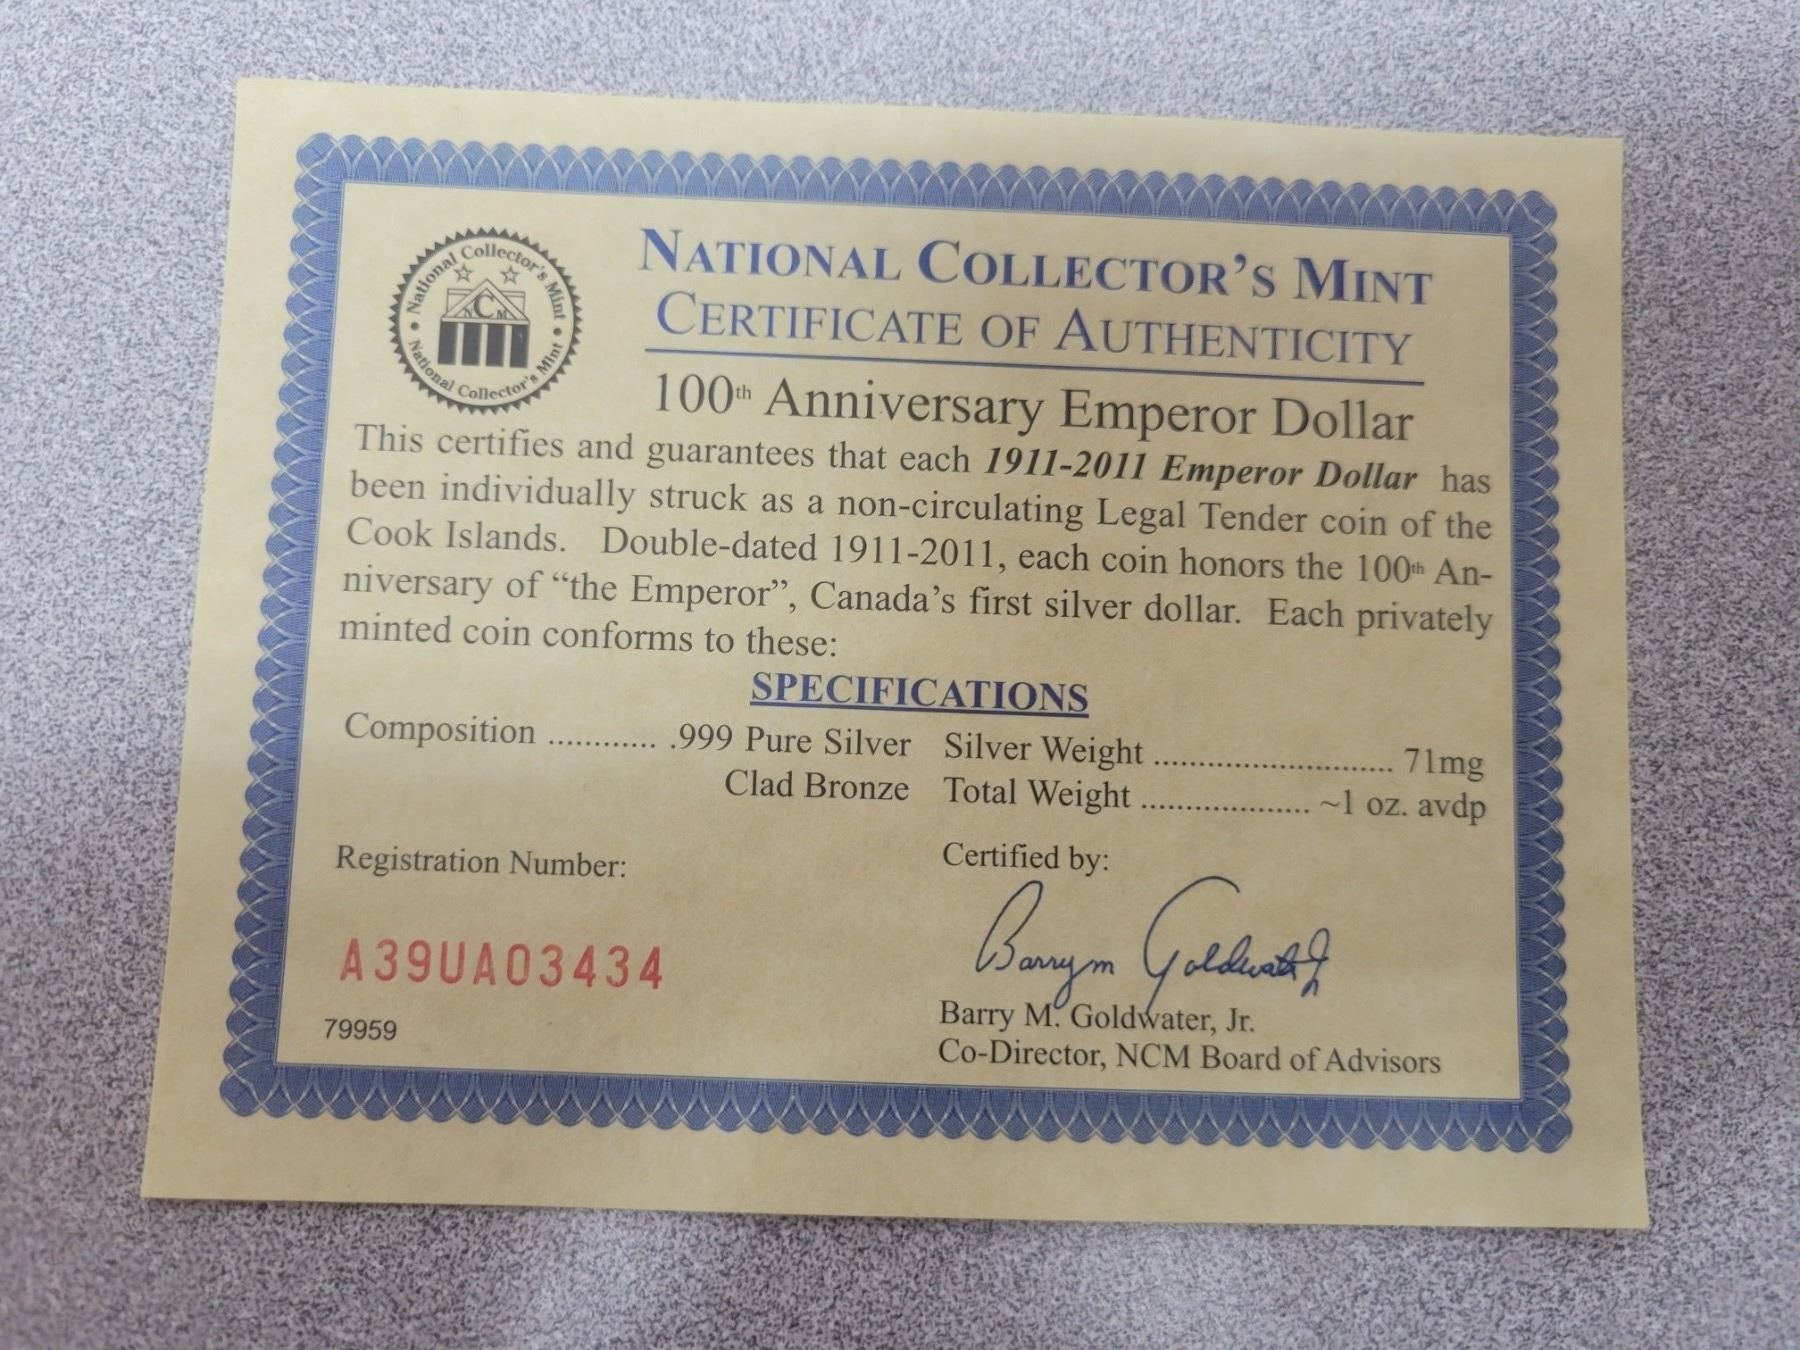 National Collector's Mint
National Collector's Mint
NCM
NATIONAL COLLECTOR'S MINT
CERTIFICATE OF AUTHENTICITY
100th Anniversary Emperor Dollar
This certifies and guarantees that each 1911-2011 Emperor Dollar has
been individually struck as a non-circulating Legal Tender coin of the
Cook Islands. Double-dated 1911-2011, each coin honors the 100th An-
niversary of “the Emperor”, Canada’s first silver dollar. Each privately
minted coin conforms to these:
SPECIFICATIONS
Composition ............ .999 Pure Silver Silver Weight .......................... 71mg
Clad Bronze Total Weight ................... ~1 oz. avdp
Registration Number: Certified by:
Barry M Goldwater Jr
A39UA03434
Barry M. Goldwater, Jr.
79959
Co-Director, NCM Board of Advisors